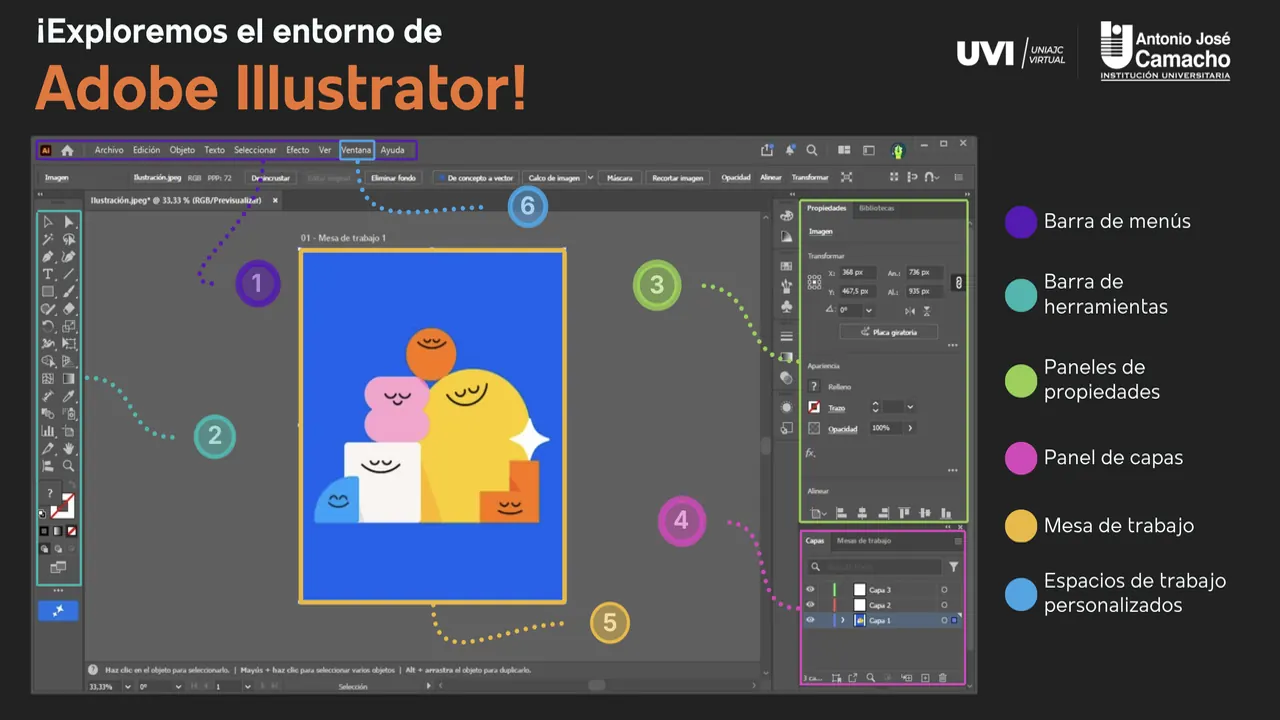 ¡Exploremos el entorno de
Adobe Illustrator!
UVI
UNIAJC
VIRTUAL
Antonio José
Camacho
INSTITUCIÓN UNIVERSITARIA
Ai
Archivo Edición Objeto Texto Seleccionar Efecto Ver Ventana Ayuda
Imagen Ilustración.jpeg RGB PPP: 72 Desincrustar Editar original Eliminar fondo De concepto a vector Calco de imagen Máscara Recortar imagen Opacidad Alinear Transformar
Ilustración.jpeg* @ 33,33 % (RGB/Previsualizar) ×
01 - Mesa de trabajo 1
1
2
3
4
5
6
Propiedades Bibliotecas
Imagen
Transformar
X: 368 px An.: 736 px
Y: 467,5 px Al.: 935 px
0°
Placa giratoria
Apariencia
? Relleno
Trazo
Opacidad 100%
fx.
Alinear
Capas Mesas de trabajo
Capa 3
Capa 2
Capa 1
3 ca...
?
Haz clic en el objeto para seleccionarlo. | Mayús + haz clic para seleccionar varios objetos | Alt + arrastra el objeto para duplicarlo.
33,33% 0° 1 Selección
Barra de menús
Barra de
herramientas
Paneles de
propiedades
Panel de capas
Mesa de trabajo
Espacios de trabajo
personalizados